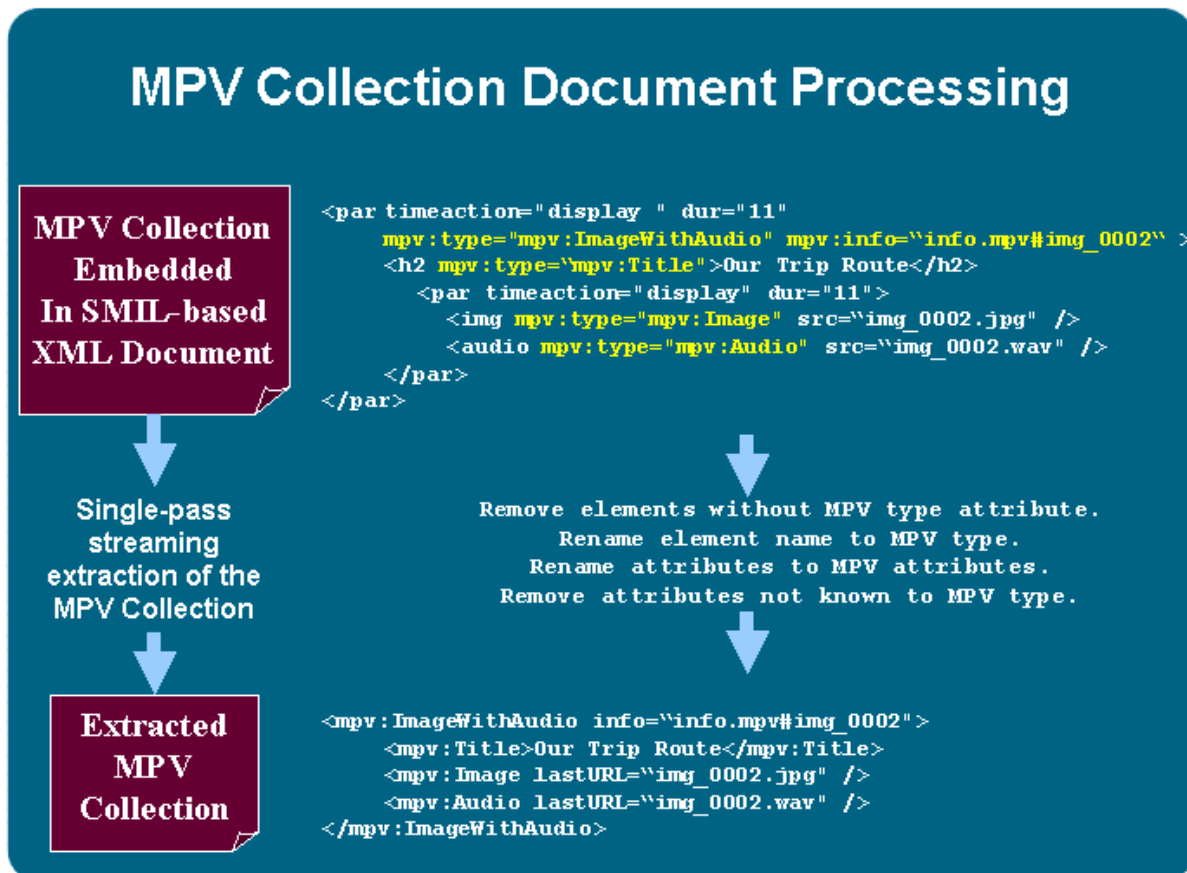 MPV Collection Document Processing
MPV Collection
Embedded
In SMIL-based
XML Document
<par timeaction="display " dur="11"
mpv:type="mpv:ImageWithAudio" mpv:info=‟info.mpv#img_0002‟ >
<h2 mpv:type=‟mpv:Title">Our Trip Route</h2>
<par timeaction="display" dur="11">
<img mpv:type="mpv:Image" src=‟img_0002.jpg" />
<audio mpv:type="mpv:Audio" src=‟img_0002.wav" />
</par>
</par>
Single-pass
streaming
extraction of the
MPV Collection
Remove elements without MPV type attribute.
Rename element name to MPV type.
Rename attributes to MPV attributes.
Remove attributes not known to MPV type.
Extracted
MPV
Collection
<mpv:ImageWithAudio info=‟info.mpv#img_0002">
<mpv:Title>Our Trip Route</mpv:Title>
<mpv:Image lastURL=‟img_0002.jpg" />
<mpv:Audio lastURL=‟img_0002.wav" />
</mpv:ImageWithAudio>